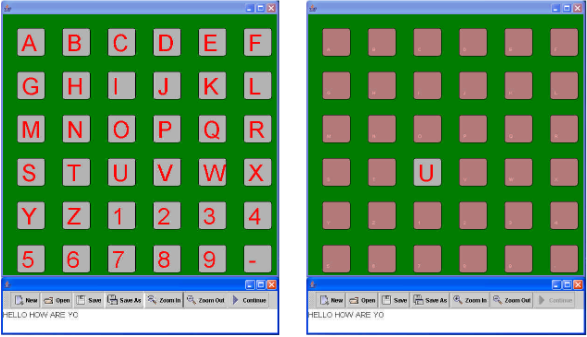 A B C D E F
G H I J K L
M N O P Q R
S T U V W X
Y Z 1 2 3 4
5 6 7 8 9 -
New Open Save Save As Zoom In Zoom Out Continue
HELLO HOW ARE YO
U
New Open Save Save As Zoom In Zoom Out Continue
HELLO HOW ARE YO